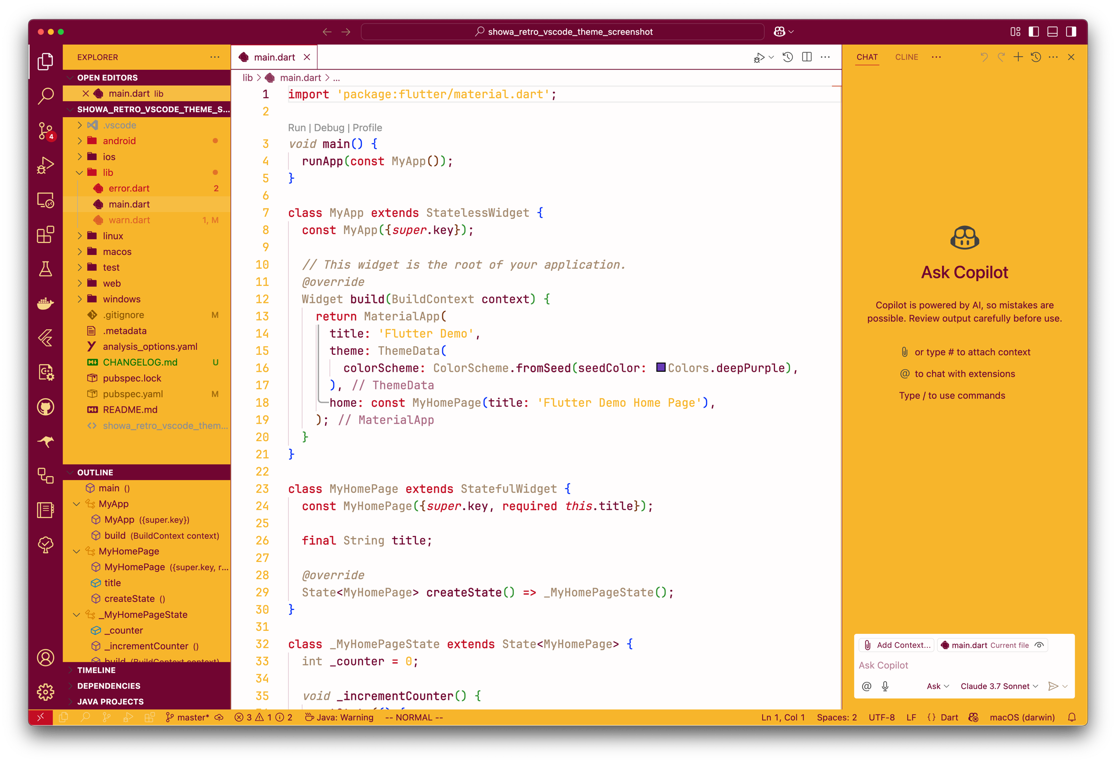 showa_retro_vscode_theme_screenshot
EXPLORER
OPEN EDITORS
main.dart lib
SHOWA_RETRO_VSCODE_THEME_S...
.vscode
android
ios
lib
error.dart 2
main.dart
warn.dart 1, M
linux
macos
test
web
windows
.gitignore M
.metadata
analysis_options.yaml
CHANGELOG.md U
pubspec.lock
pubspec.yaml M
README.md
showa_retro_vscode_them...
OUTLINE
main ()
MyApp
MyApp ({super.key})
build (BuildContext context)
MyHomePage
MyHomePage ({super.key, r...
title
createState ()
_MyHomePageState
_counter
_incrementCounter ()
build (BuildContext context)
TIMELINE
DEPENDENCIES
JAVA PROJECTS
4
main.dart
lib > main.dart > ...
1 import 'package:flutter/material.dart';
2
Run | Debug | Profile
3 void main() {
4 runApp(const MyApp());
5 }
6
7 class MyApp extends StatelessWidget {
8 const MyApp({super.key});
9
10 // This widget is the root of your application.
11 @override
12 Widget build(BuildContext context) {
13 return MaterialApp(
14 title: 'Flutter Demo',
15 theme: ThemeData(
16 colorScheme: ColorScheme.fromSeed(seedColor: Colors.deepPurple),
17 ), // ThemeData
18 home: const MyHomePage(title: 'Flutter Demo Home Page'),
19 ); // MaterialApp
20 }
21 }
22
23 class MyHomePage extends StatefulWidget {
24 const MyHomePage({super.key, required this.title});
25
26 final String title;
27
28 @override
29 State<MyHomePage> createState() => _MyHomePageState();
30 }
31
32 class _MyHomePageState extends State<MyHomePage> {
33 int _counter = 0;
34
35 void _incrementCounter() {
CHAT CLINE
Ask Copilot
Copilot is powered by AI, so mistakes are
possible. Review output carefully before use.
or type # to attach context
@ to chat with extensions
Type / to use commands
Add Context... main.dart Current file
Ask Copilot
@ Ask Claude 3.7 Sonnet
master* 3 1 2 Java: Warning -- NORMAL -- Ln 1, Col 1 Spaces: 2 UTF-8 LF {} Dart macOS (darwin)